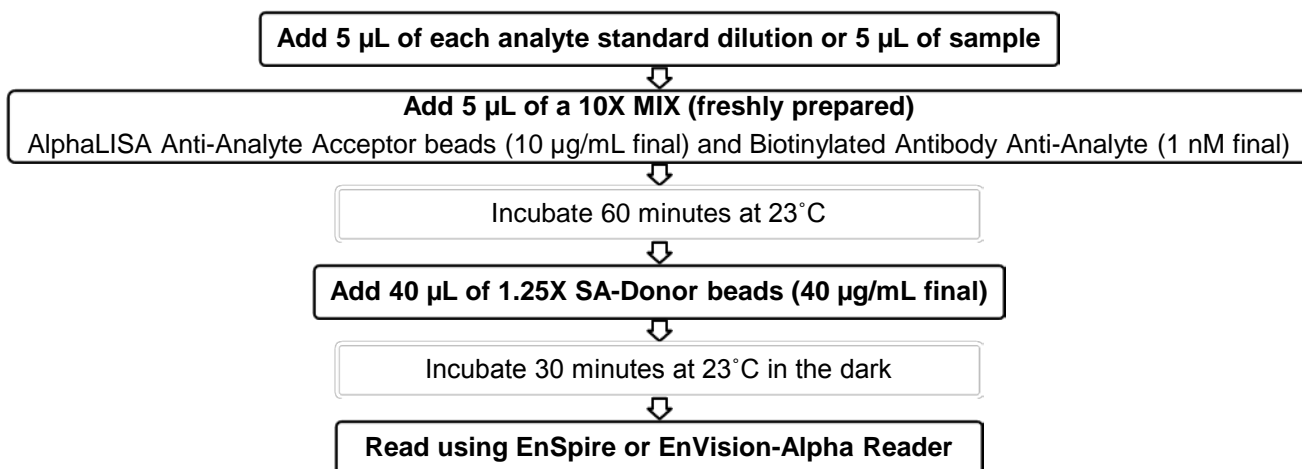 Add 5 µL of each analyte standard dilution or 5 µL of sample
Add 5 µL of a 10X MIX (freshly prepared)
AlphaLISA Anti-Analyte Acceptor beads (10 µg/mL final) and Biotinylated Antibody Anti-Analyte (1 nM final)
Incubate 60 minutes at 23˚C
Add 40 µL of 1.25X SA-Donor beads (40 µg/mL final)
Incubate 30 minutes at 23˚C in the dark
Read using EnSpire or EnVision-Alpha Reader